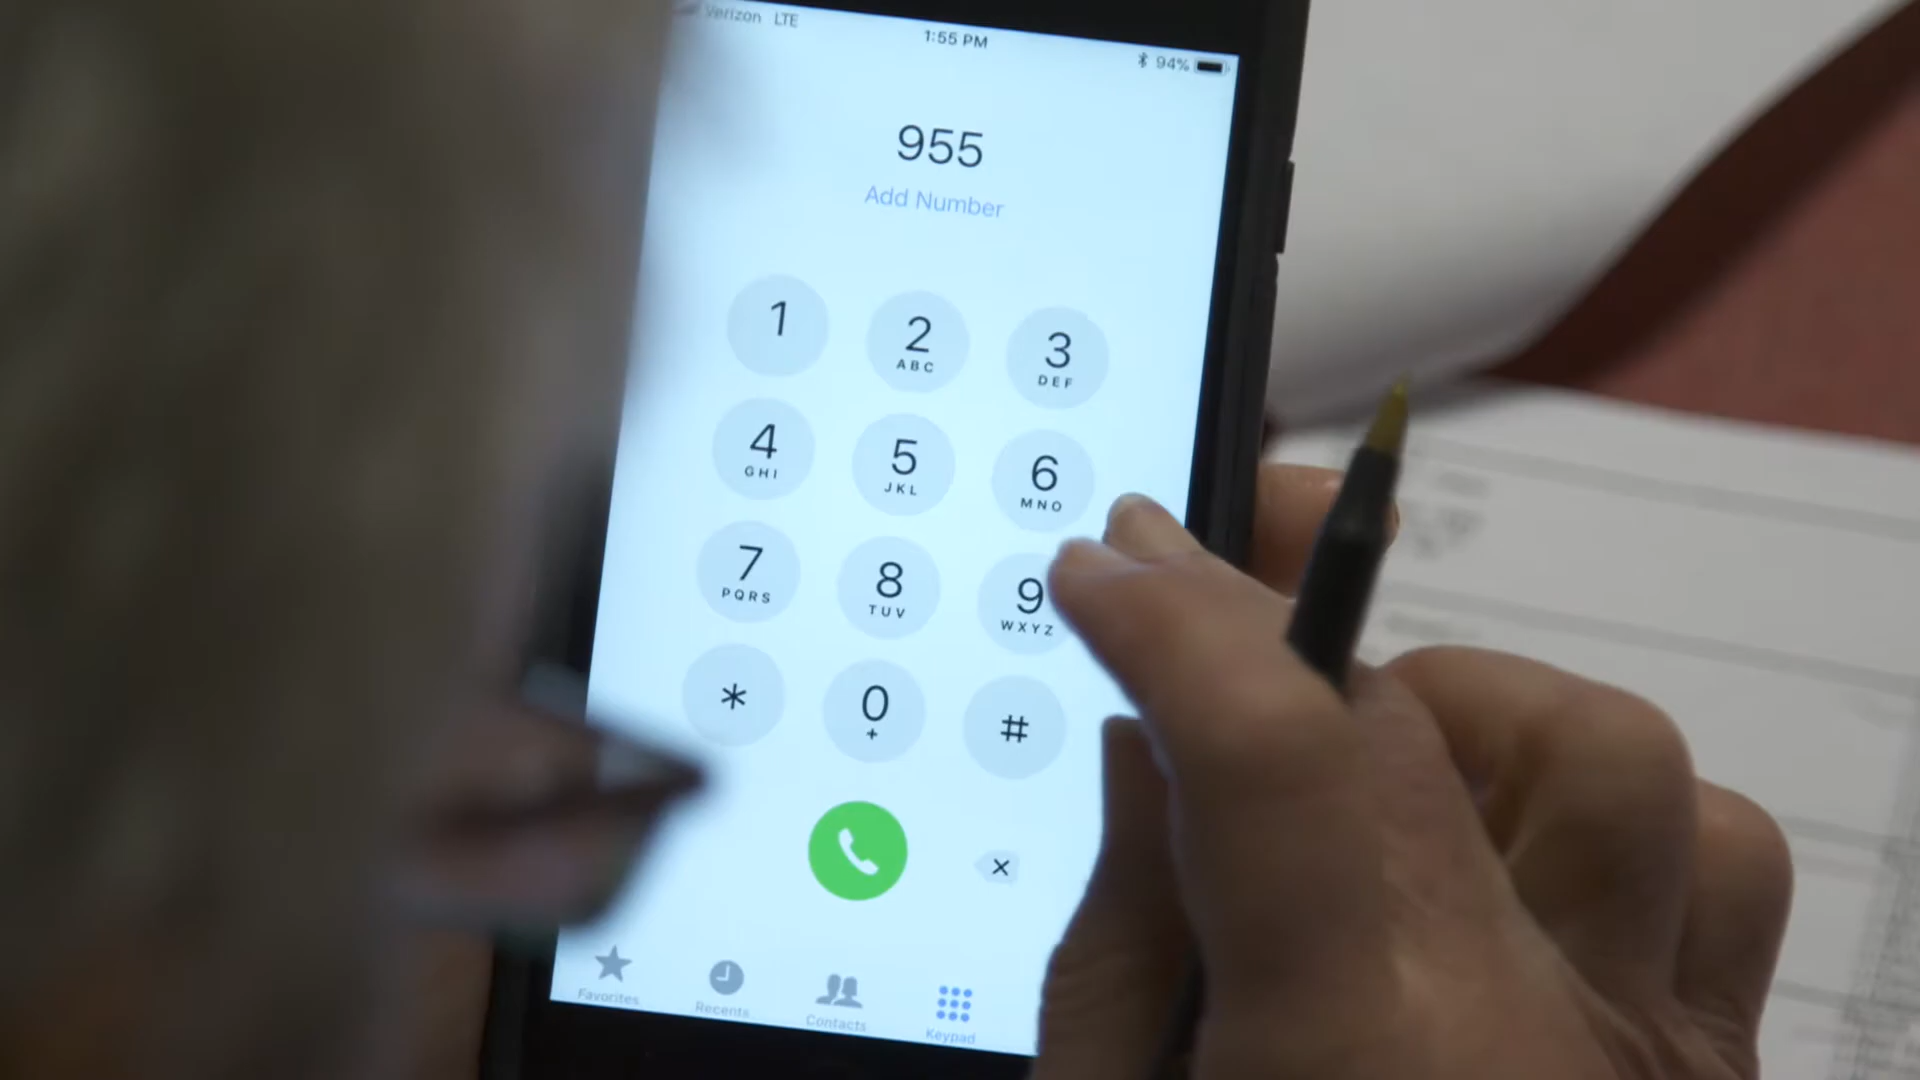 Verizon LTE
1:55 PM
94%
955
Add Number
1
2
ABC
3
DEF
4
GHI
5
JKL
6
MNO
7
PQRS
8
TUV
9
WXYZ
*
0
+
#
Favorites
Recents
Contacts
Keypad